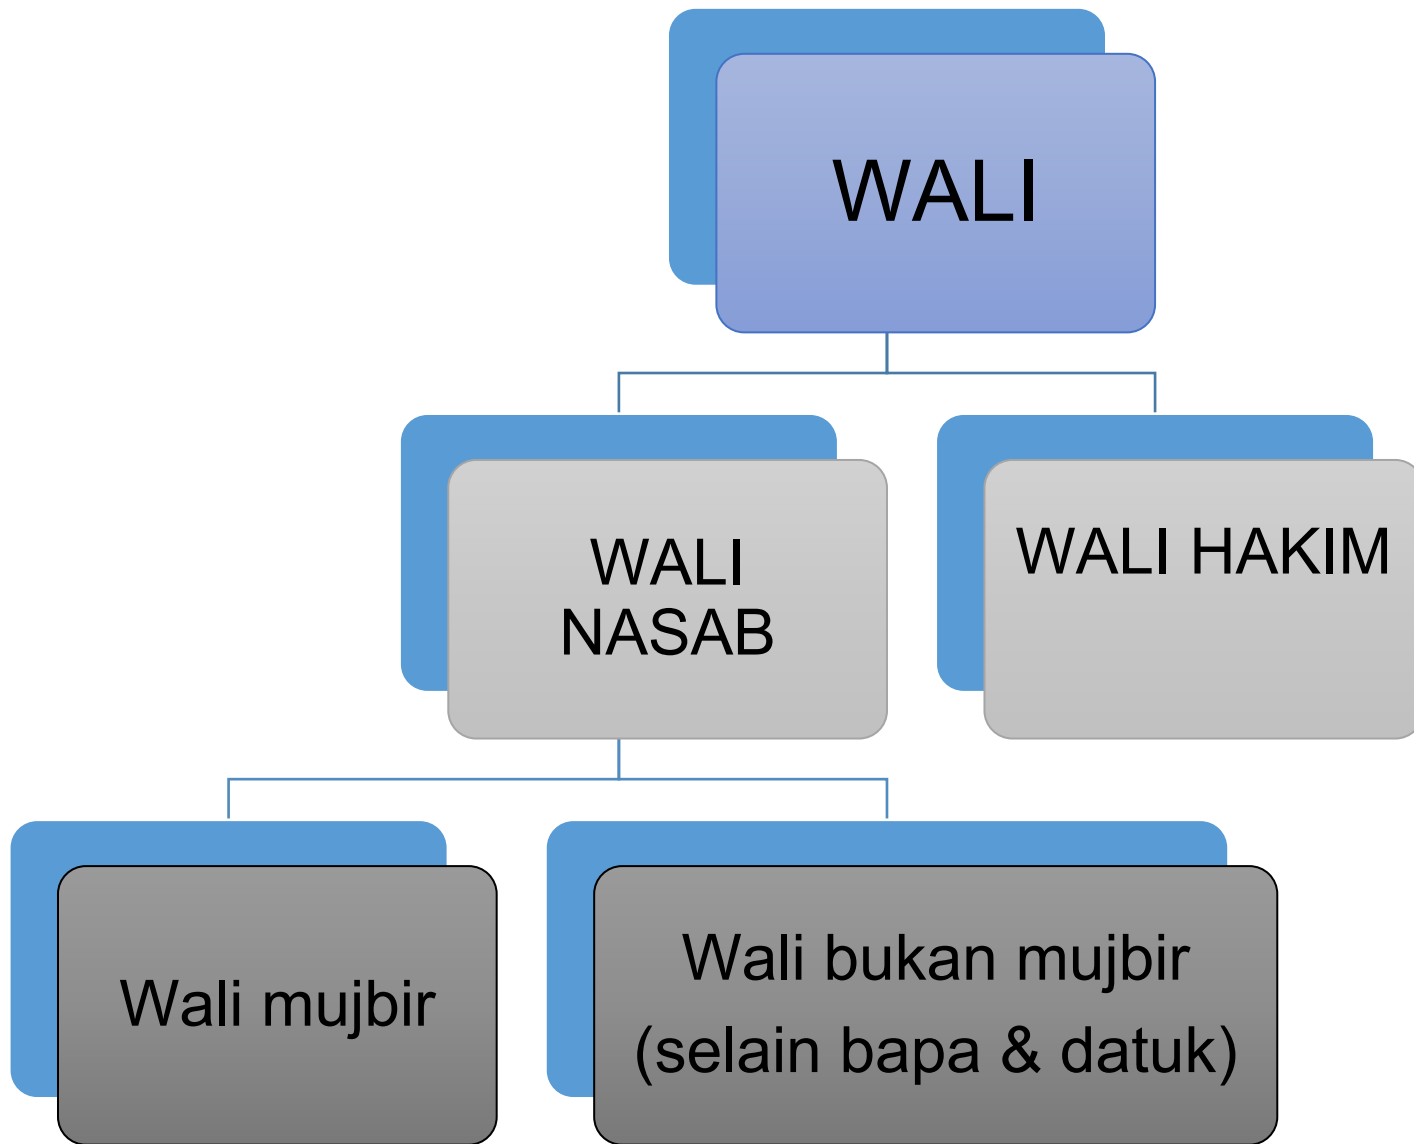 WALI
WALI
NASAB
WALI HAKIM
Wali mujbir
Wali bukan mujbir
(selain bapa & datuk)